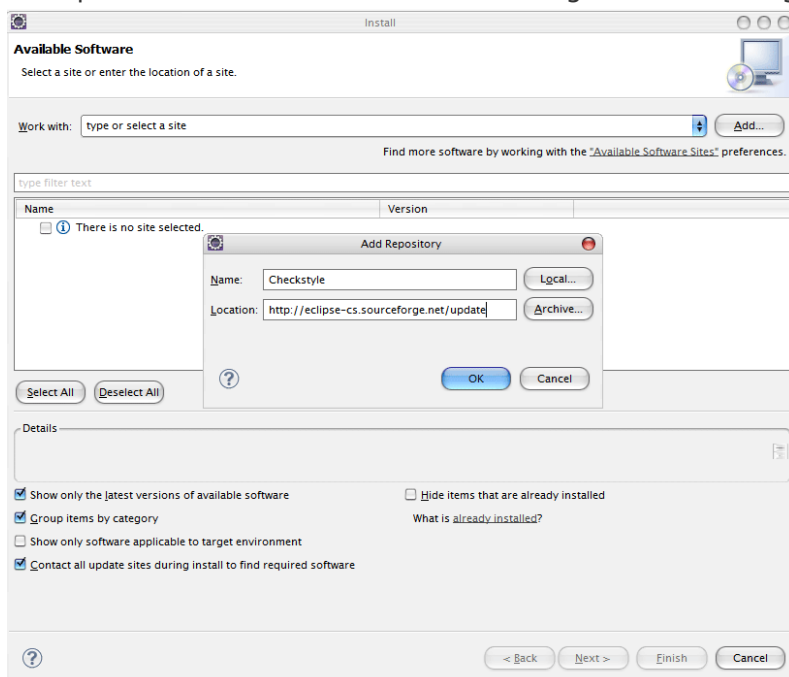 Install
Available Software
Select a site or enter the location of a site.
Work with: type or select a site Add...
Find more software by working with the "Available Software Sites" preferences.
type filter text
Name Version
There is no site selected.
Add Repository
Name: Checkstyle Local...
Location: http://eclipse-cs.sourceforge.net/update Archive...
OK Cancel
Select All Deselect All
Details
Show only the latest versions of available software Hide items that are already installed
Group items by category What is already installed?
Show only software applicable to target environment
Contact all update sites during install to find required software
< Back Next > Finish Cancel